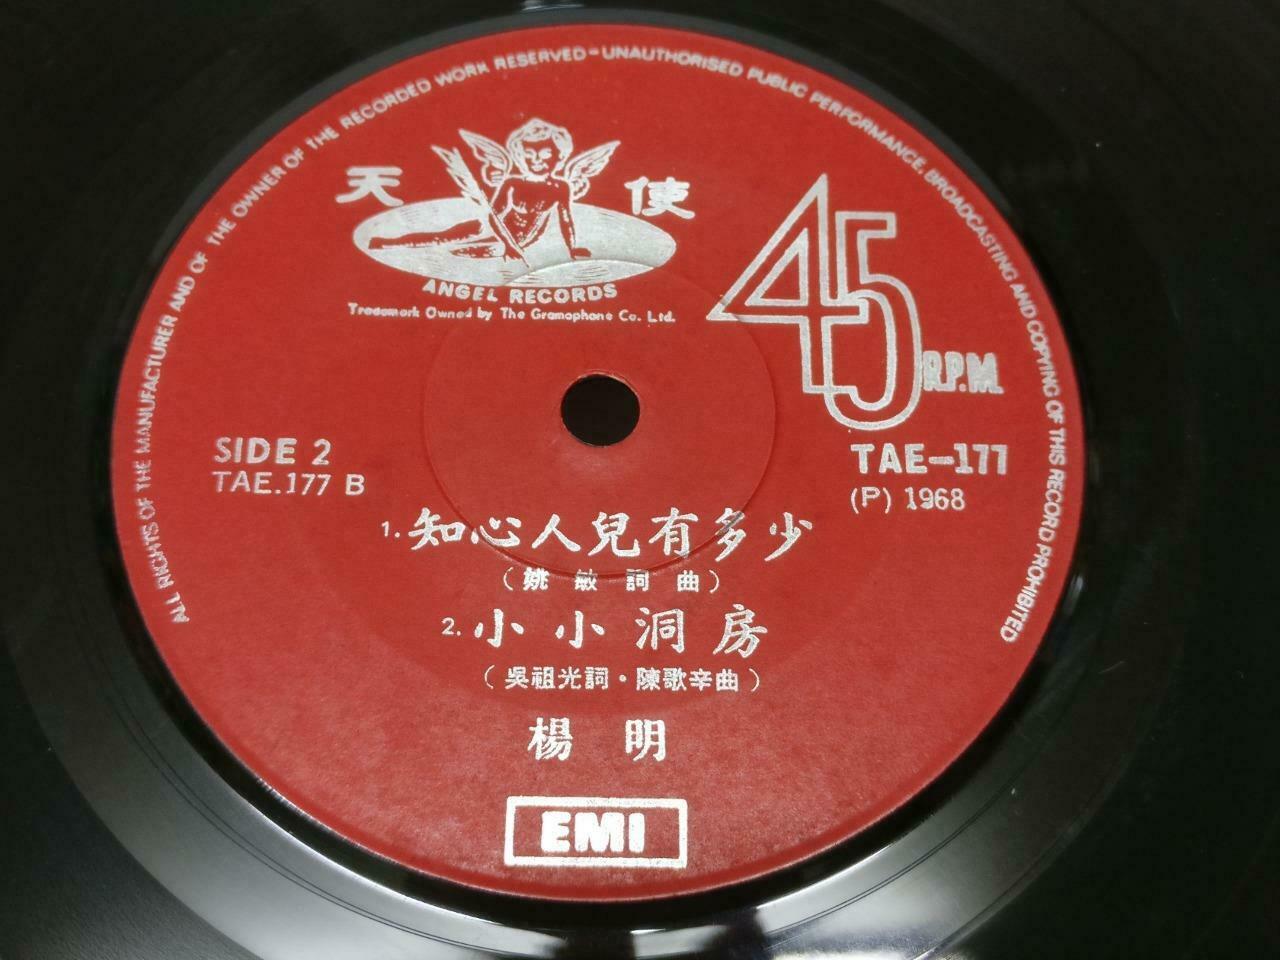 ALL RIGHTS OF THE MANUFACTURER AND OF THE OWNER OF THE RECORDED WORK RESERVED-UNAUTHORISED PUBLIC PERFORMANCE, BROADCASTING AND COPYING OF THIS RECORD PROHIBITED
天使
ANGEL RECORDS
Trademark Owned by The Gramophone Co. Ltd.
45 R.P.M.
SIDE 2
TAE.177 B
TAE-177
(P) 1968
1. 知心人兒有多少
(姚敏詞曲)
2. 小小洞房
(吳祖光詞・陳歌辛曲)
楊明
EMI